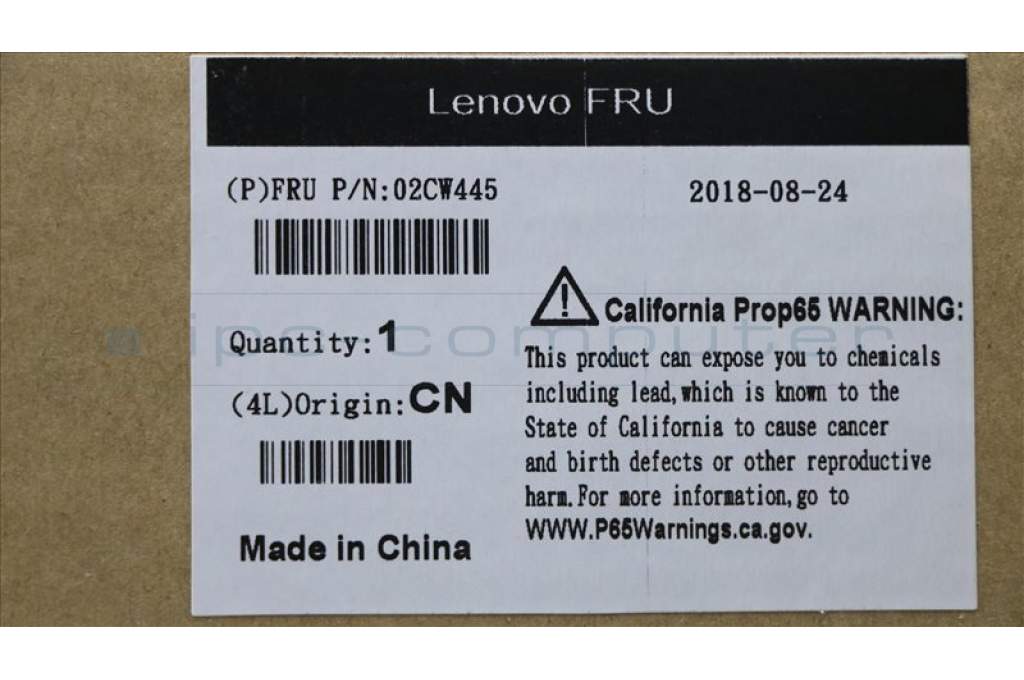 Lenovo FRU
(P)FRU P/N:02CW445
2018-08-24
California Prop65 WARNING:
This product can expose you to chemicals
including lead,which is known to the
State of California to cause cancer
and birth defects or other reproductive
harm.For more information,go to
WWW.P65Warnings.ca.gov.
Quantity:1
(4L)Origin:CN
Made in China
ipc computer